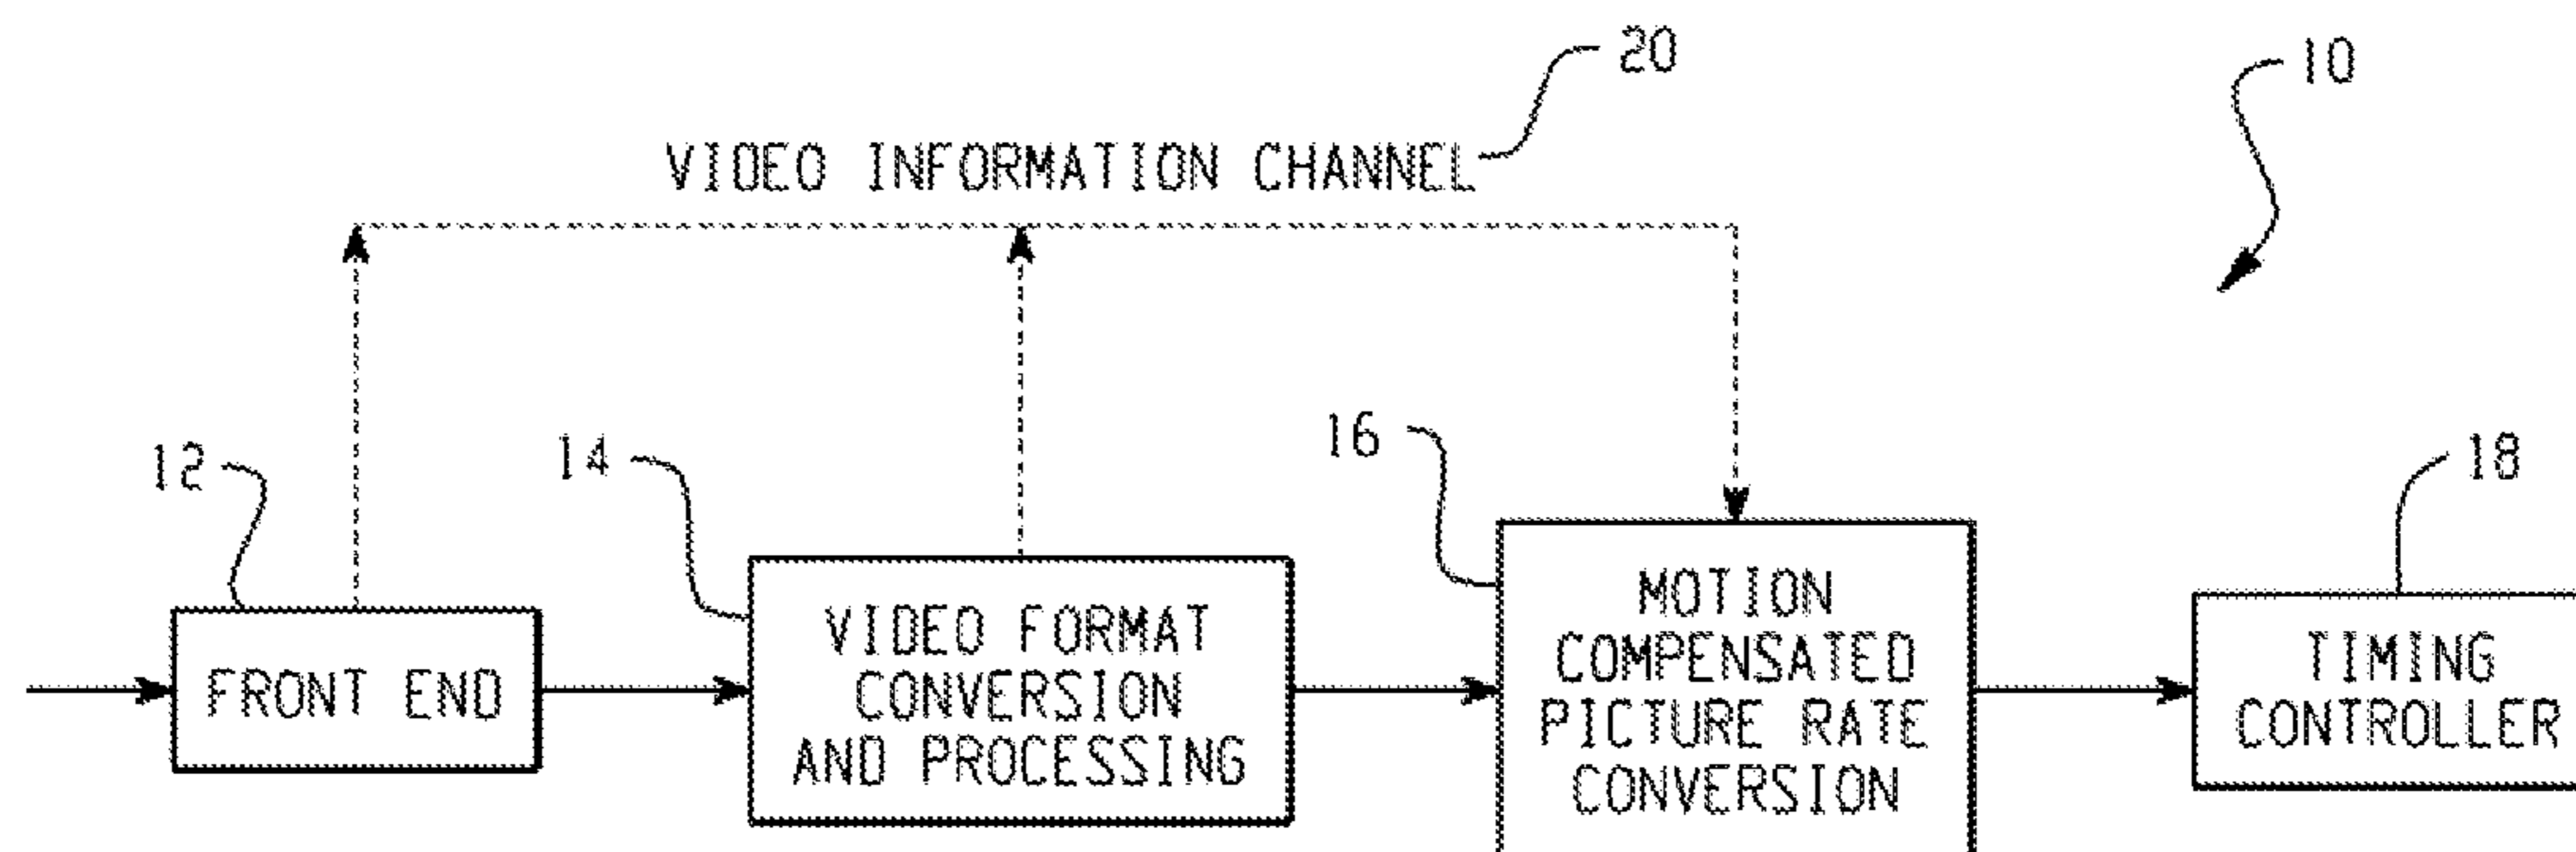 20
10
VIDEO INFORMATION CHANNEL
12
14
16
18
FRONT END
VIDEO FORMAT
CONVERSION
AND PROCESSING
MOTION
COMPENSATED
PICTURE RATE
CONVERSION
TIMING
CONTROLLER